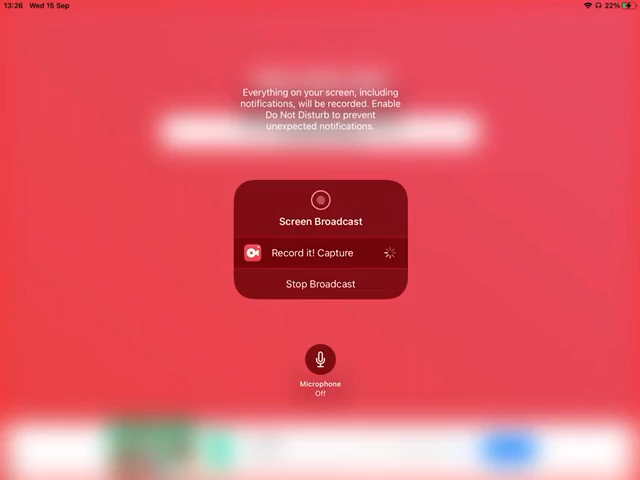 13:26 Wed 15 Sep 22%
Everything on your screen, including
notifications, will be recorded. Enable
Do Not Disturb to prevent
unexpected notifications.
Screen Broadcast
Record it! Capture
Stop Broadcast
Microphone
Off